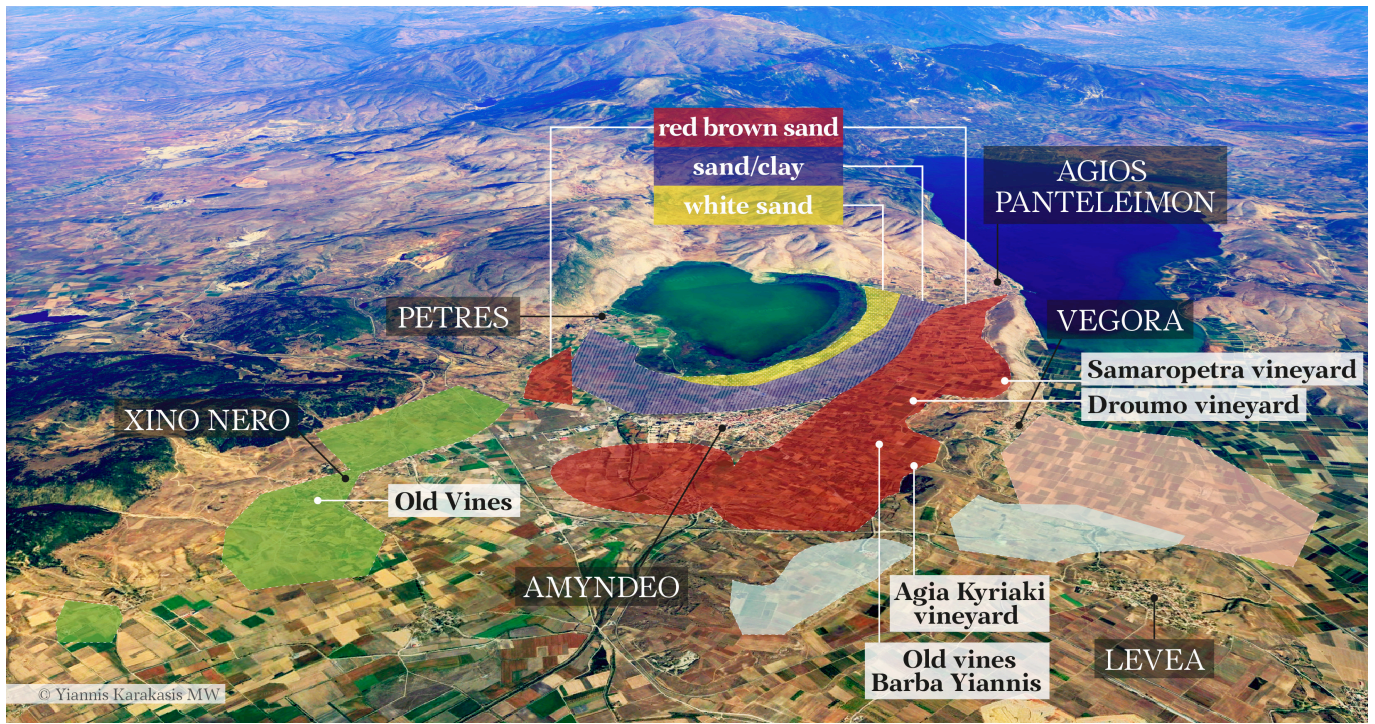 red brown sand
sand/clay
white sand
AGIOS
PANTELEIMON
PETRES
VEGORA
Samaropetra vineyard
Droumo vineyard
XINO NERO
Old Vines
AMYNDEO
Agia Kyriaki
vineyard
Old vines
Barba Yiannis
LEVEA
© Yiannis Karakasis MW